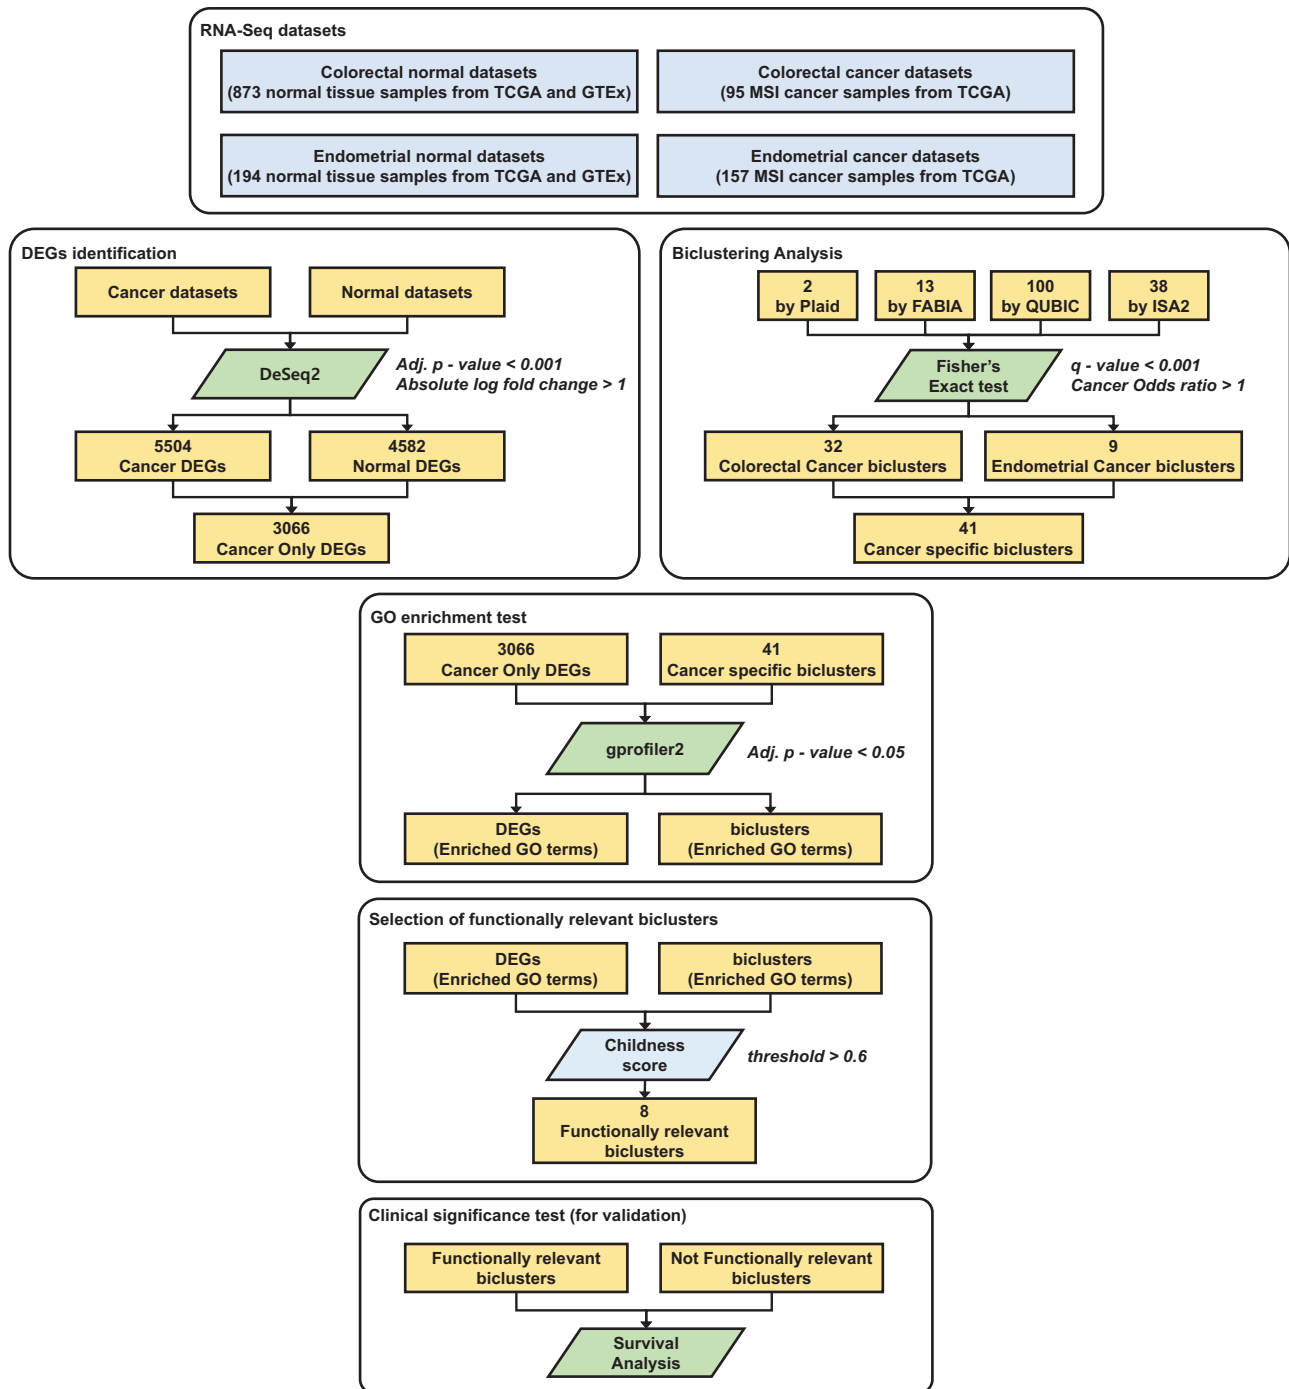 RNA-Seq datasets
Colorectal normal datasets
(873 normal tissue samples from TCGA and GTEx)
Colorectal cancer datasets
(95 MSI cancer samples from TCGA)
Endometrial normal datasets
(194 normal tissue samples from TCGA and GTEx)
Endometrial cancer datasets
(157 MSI cancer samples from TCGA)
DEGs identification
Cancer datasets
Normal datasets
DeSeq2
Adj. p - value < 0.001
Absolute log fold change > 1
5504
Cancer DEGs
4582
Normal DEGs
3066
Cancer Only DEGs
Biclustering Analysis
2
by Plaid
13
by FABIA
100
by QUBIC
38
by ISA2
Fisher's
Exact test
q - value < 0.001
Cancer Odds ratio > 1
32
Colorectal Cancer biclusters
9
Endometrial Cancer biclusters
41
Cancer specific biclusters
GO enrichment test
3066
Cancer Only DEGs
41
Cancer specific biclusters
gprofiler2
Adj. p - value < 0.05
DEGs
(Enriched GO terms)
biclusters
(Enriched GO terms)
Selection of functionally relevant biclusters
DEGs
(Enriched GO terms)
biclusters
(Enriched GO terms)
Childness
score
threshold > 0.6
8
Functionally relevant
biclusters
Clinical significance test (for validation)
Functionally relevant
biclusters
Not Functionally relevant
biclusters
Survival
Analysis